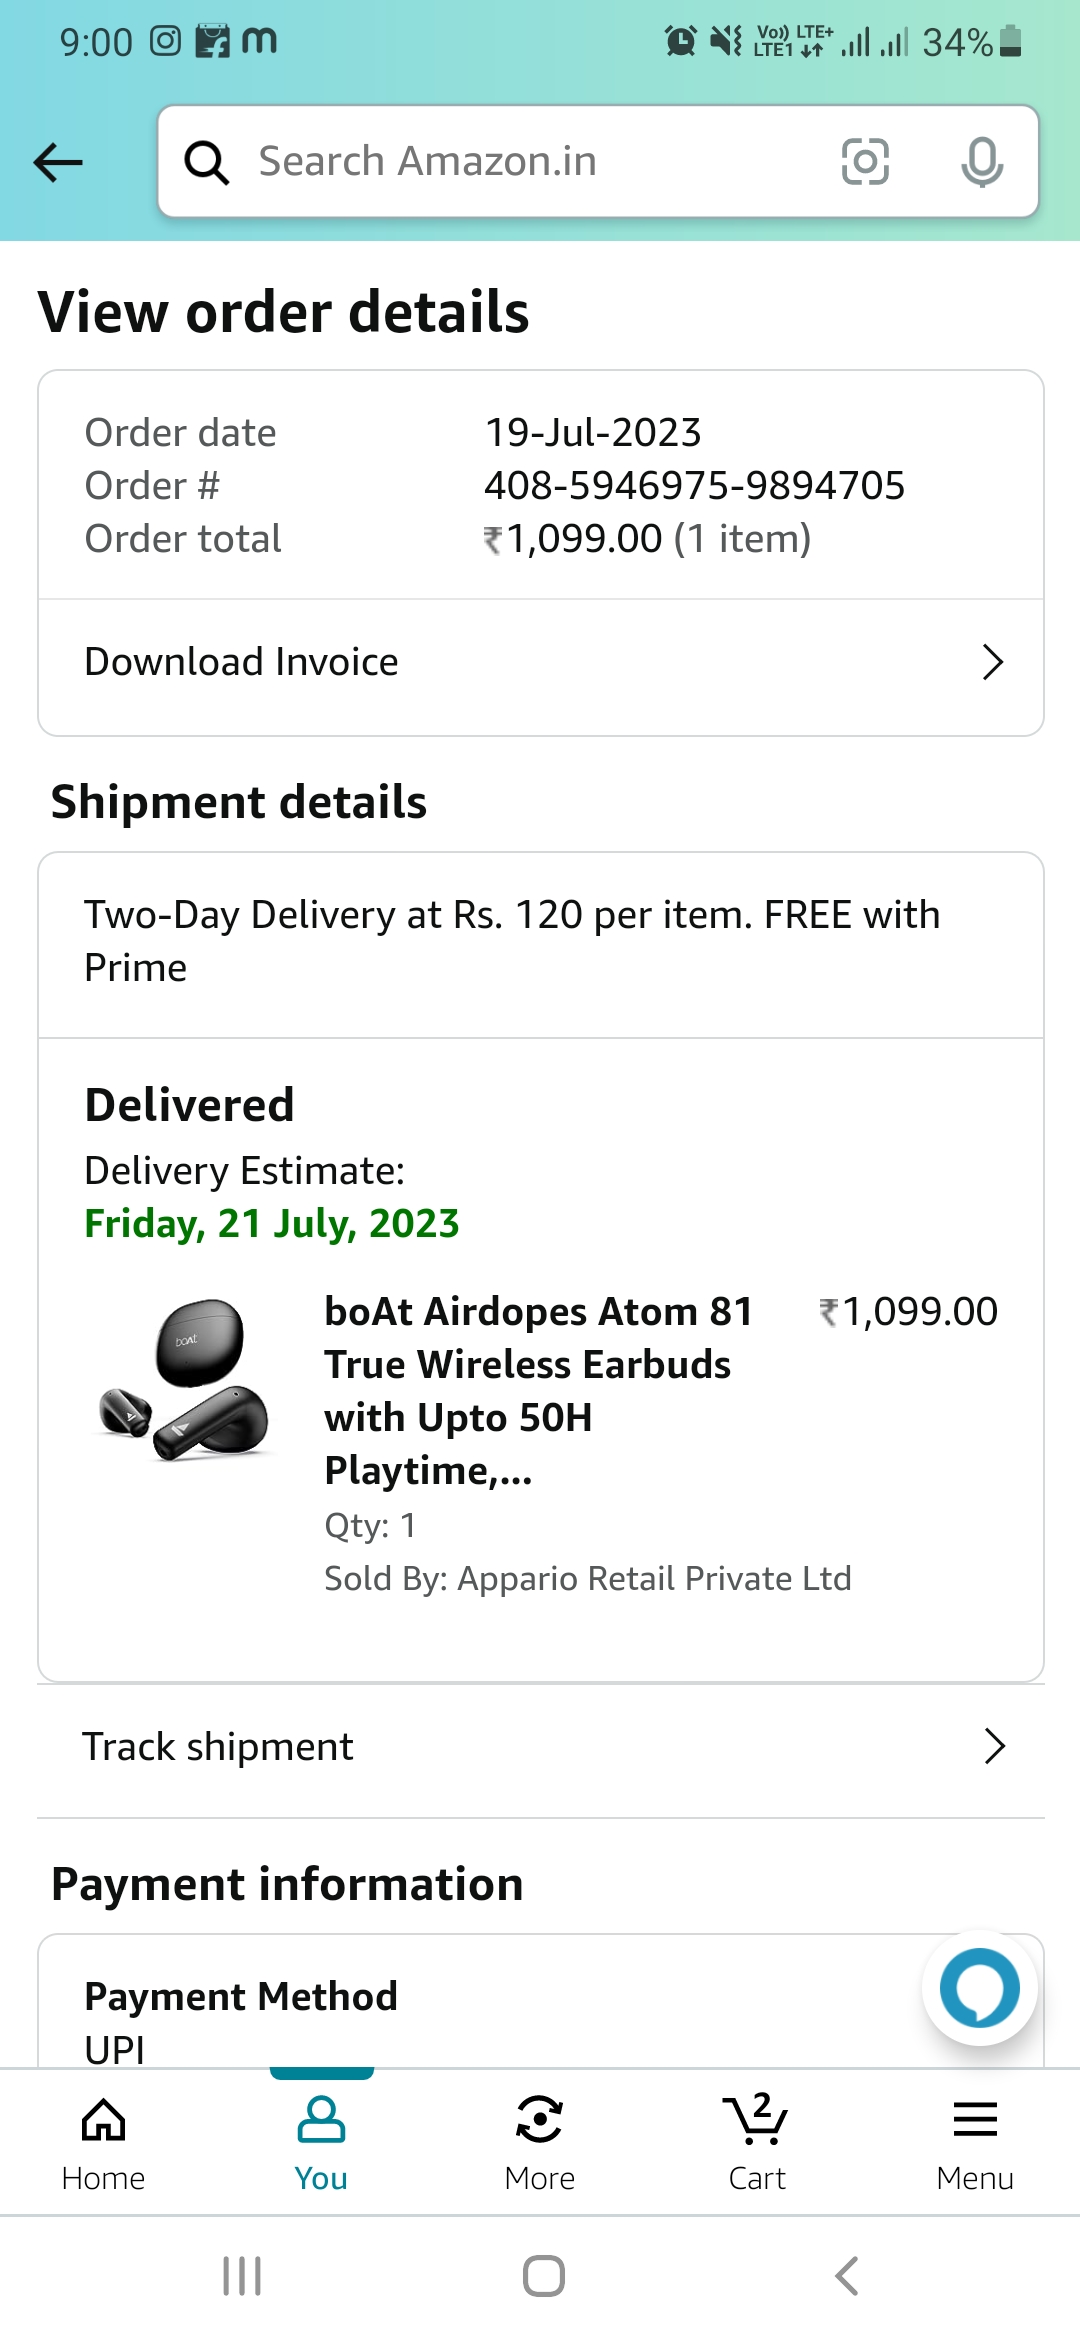 9:00
Vo)) LTE+
LTE1
34%
Search Amazon.in
View order details
Order date 19-Jul-2023
Order # 408-5946975-9894705
Order total ₹1,099.00 (1 item)
Download Invoice
Shipment details
Two-Day Delivery at Rs. 120 per item. FREE with
Prime
Delivered
Delivery Estimate:
Friday, 21 July, 2023
boAt
boAt Airdopes Atom 81 ₹1,099.00
True Wireless Earbuds
with Upto 50H
Playtime,...
Qty: 1
Sold By: Appario Retail Private Ltd
Track shipment
Payment information
Payment Method
UPI
2
Home You More Cart Menu